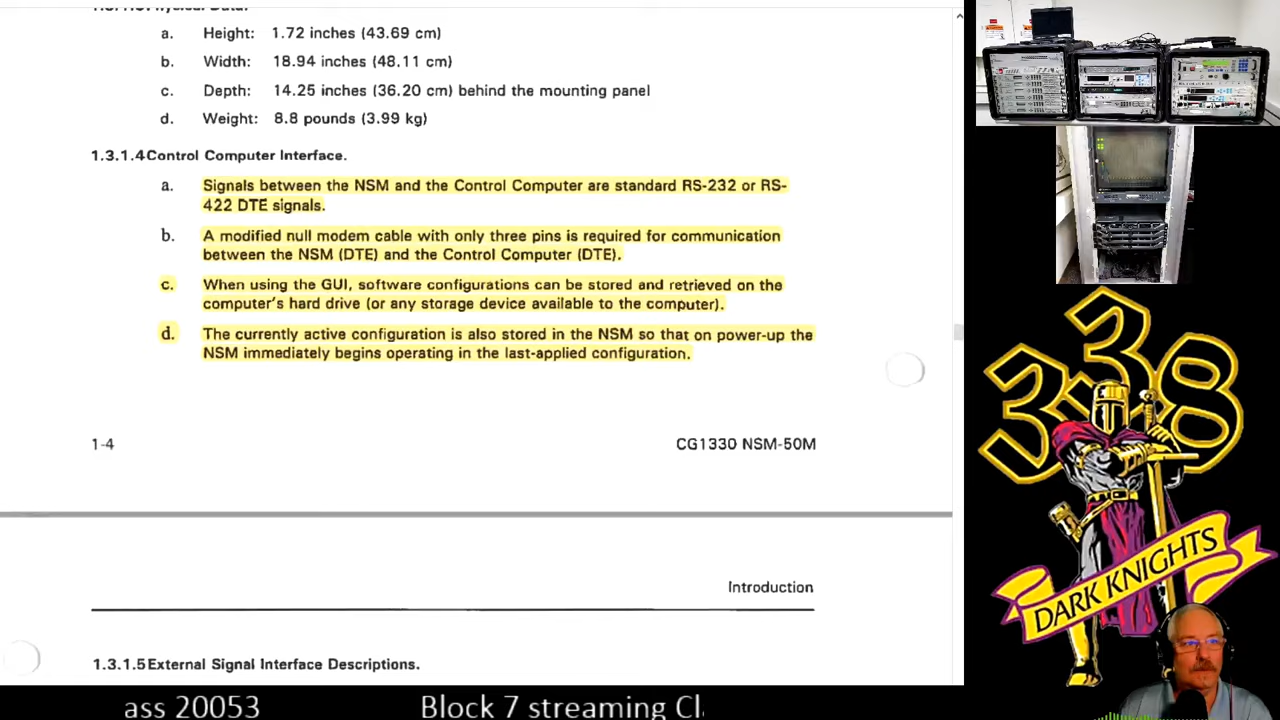 a. Height: 1.72 inches (43.69 cm)
b. Width: 18.94 inches (48.11 cm)
c. Depth: 14.25 inches (36.20 cm) behind the mounting panel
d. Weight: 8.8 pounds (3.99 kg)
1.3.1.4 Control Computer Interface.
a. Signals between the NSM and the Control Computer are standard RS-232 or RS-
422 DTE signals.
b. A modified null modem cable with only three pins is required for communication
between the NSM (DTE) and the Control Computer (DTE).
c. When using the GUI, software configurations can be stored and retrieved on the
computer's hard drive (or any storage device available to the computer).
d. The currently active configuration is also stored in the NSM so that on power-up the
NSM immediately begins operating in the last-applied configuration.
1-4 CG1330 NSM-50M
Introduction
1.3.1.5 External Signal Interface Descriptions.
338
DARK KNIGHTS
ass 20053 Block 7 streaming Cl